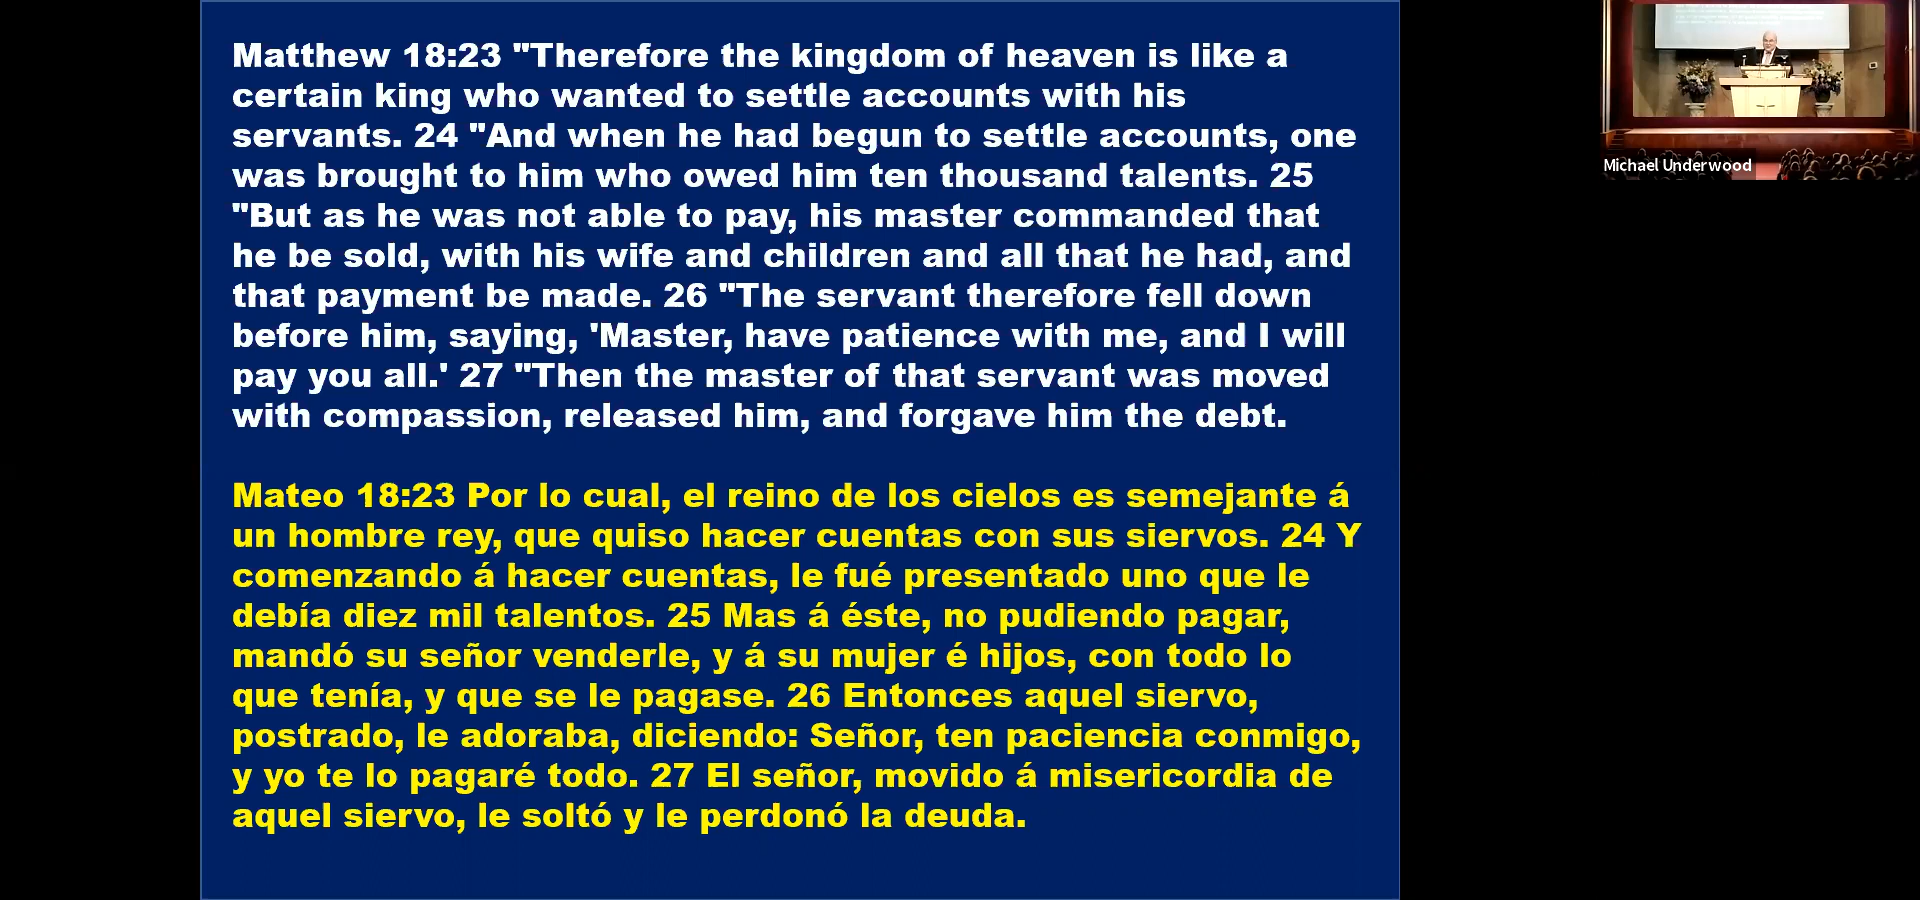 Matthew 18:23 "Therefore the kingdom of heaven is like a
certain king who wanted to settle accounts with his
servants. 24 "And when he had begun to settle accounts, one
was brought to him who owed him ten thousand talents. 25
"But as he was not able to pay, his master commanded that
he be sold, with his wife and children and all that he had, and
that payment be made. 26 "The servant therefore fell down
before him, saying, 'Master, have patience with me, and I will
pay you all.' 27 "Then the master of that servant was moved
with compassion, released him, and forgave him the debt.
Mateo 18:23 Por lo cual, el reino de los cielos es semejante á
un hombre rey, que quiso hacer cuentas con sus siervos. 24 Y
comenzando á hacer cuentas, le fué presentado uno que le
debía diez mil talentos. 25 Mas á éste, no pudiendo pagar,
mandó su señor venderle, y á su mujer é hijos, con todo lo
que tenía, y que se le pagase. 26 Entonces aquel siervo,
postrado, le adoraba, diciendo: Señor, ten paciencia conmigo,
y yo te lo pagaré todo. 27 El señor, movido á misericordia de
aquel siervo, le soltó y le perdonó la deuda.
Michael Underwood